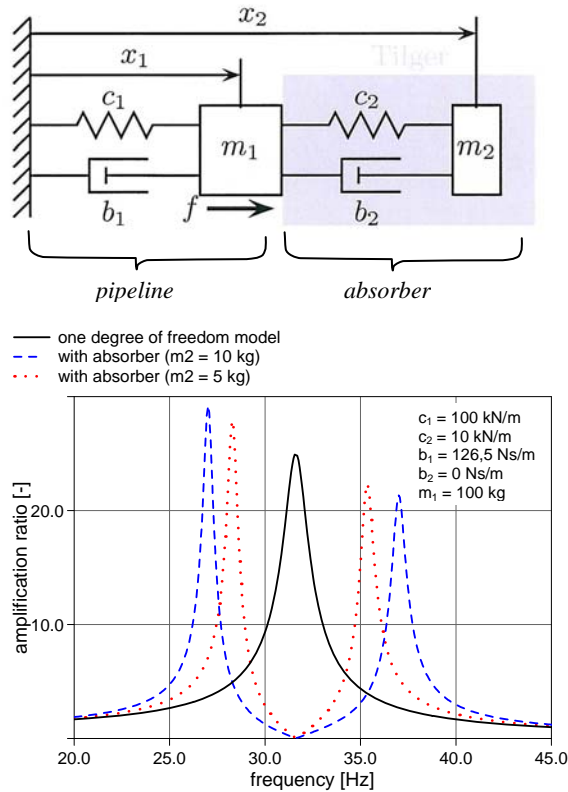 x₂
x₁
Tilger
c₁
c₂
m₁
m₂
b₁
f
b₂
pipeline
absorber
one degree of freedom model
with absorber (m2 = 10 kg)
with absorber (m2 = 5 kg)
c₁ = 100 kN/m
c₂ = 10 kN/m
b₁ = 126,5 Ns/m
b₂ = 0 Ns/m
m₁ = 100 kg
amplification ratio [-]
20.0
10.0
20.0 25.0 30.0 35.0 40.0 45.0
frequency [Hz]